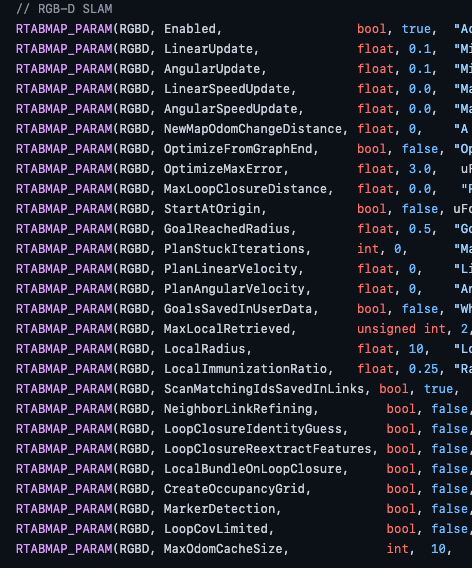 // RGB-D SLAM
RTABMAP_PARAM(RGBD, Enabled, bool, true, "Ac
RTABMAP_PARAM(RGBD, LinearUpdate, float, 0.1, "Mi
RTABMAP_PARAM(RGBD, AngularUpdate, float, 0.1, "Mi
RTABMAP_PARAM(RGBD, LinearSpeedUpdate, float, 0.0, "Ma
RTABMAP_PARAM(RGBD, AngularSpeedUpdate, float, 0.0, "Ma
RTABMAP_PARAM(RGBD, NewMapOdomChangeDistance, float, 0, "A
RTABMAP_PARAM(RGBD, OptimizeFromGraphEnd, bool, false, "Op
RTABMAP_PARAM(RGBD, OptimizeMaxError, float, 3.0, uF
RTABMAP_PARAM(RGBD, MaxLoopClosureDistance, float, 0.0, "R
RTABMAP_PARAM(RGBD, StartAtOrigin, bool, false, uFo
RTABMAP_PARAM(RGBD, GoalReachedRadius, float, 0.5, "Go
RTABMAP_PARAM(RGBD, PlanStuckIterations, int, 0, "Ma
RTABMAP_PARAM(RGBD, PlanLinearVelocity, float, 0, "Li
RTABMAP_PARAM(RGBD, PlanAngularVelocity, float, 0, "An
RTABMAP_PARAM(RGBD, GoalsSavedInUserData, bool, false, "Wh
RTABMAP_PARAM(RGBD, MaxLocalRetrieved, unsigned int, 2,
RTABMAP_PARAM(RGBD, LocalRadius, float, 10, "Lo
RTABMAP_PARAM(RGBD, LocalImmunizationRatio, float, 0.25, "Ra
RTABMAP_PARAM(RGBD, ScanMatchingIdsSavedInLinks, bool, true,
RTABMAP_PARAM(RGBD, NeighborLinkRefining, bool, false,
RTABMAP_PARAM(RGBD, LoopClosureIdentityGuess, bool, false,
RTABMAP_PARAM(RGBD, LoopClosureReextractFeatures, bool, false,
RTABMAP_PARAM(RGBD, LocalBundleOnLoopClosure, bool, false,
RTABMAP_PARAM(RGBD, CreateOccupancyGrid, bool, false,
RTABMAP_PARAM(RGBD, MarkerDetection, bool, false,
RTABMAP_PARAM(RGBD, LoopCovLimited, bool, false,
RTABMAP_PARAM(RGBD, MaxOdomCacheSize, int, 10,